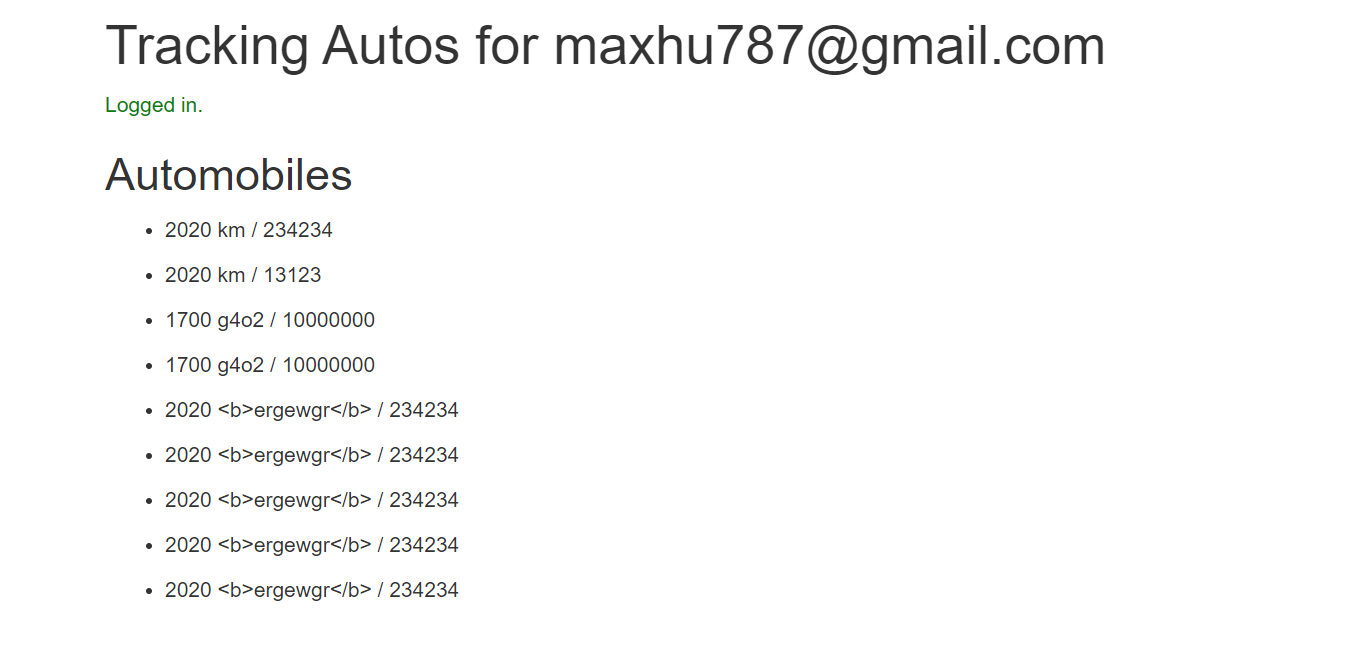 Tracking Autos for maxhu787@gmail.com
Logged in.
Automobiles
• 2020 km / 234234
• 2020 km / 13123
• 1700 g4o2 / 10000000
• 1700 g4o2 / 10000000
• 2020 <b>ergewgr</b> / 234234
• 2020 <b>ergewgr</b> / 234234
• 2020 <b>ergewgr</b> / 234234
• 2020 <b>ergewgr</b> / 234234
• 2020 <b>ergewgr</b> / 234234